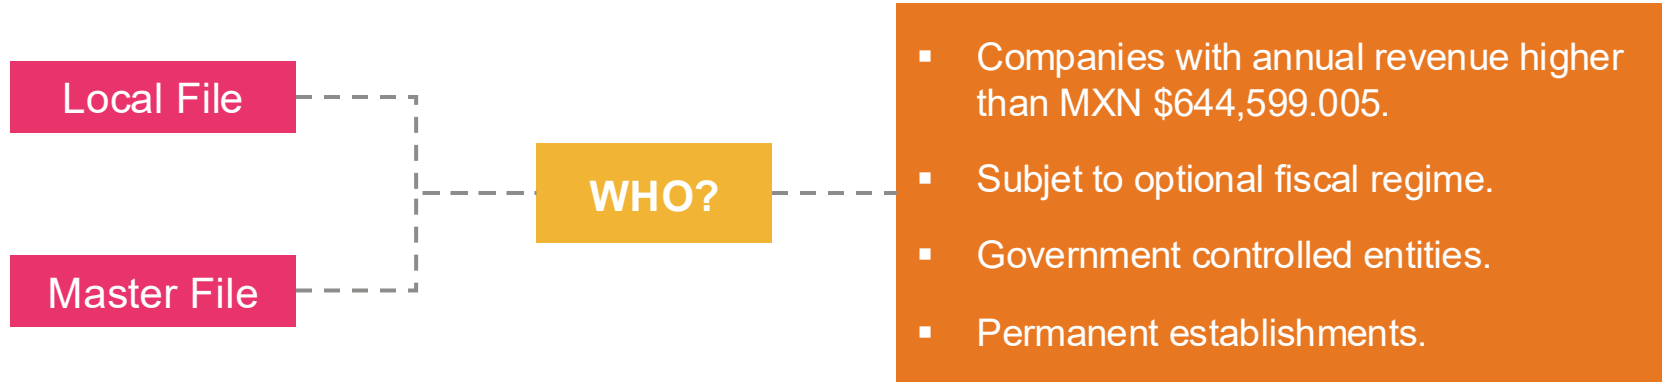 Local File
Master File
WHO?
▪ Companies with annual revenue higher
than MXN $644,599.005.
▪ Subjet to optional fiscal regime.
▪ Government controlled entities.
▪ Permanent establishments.